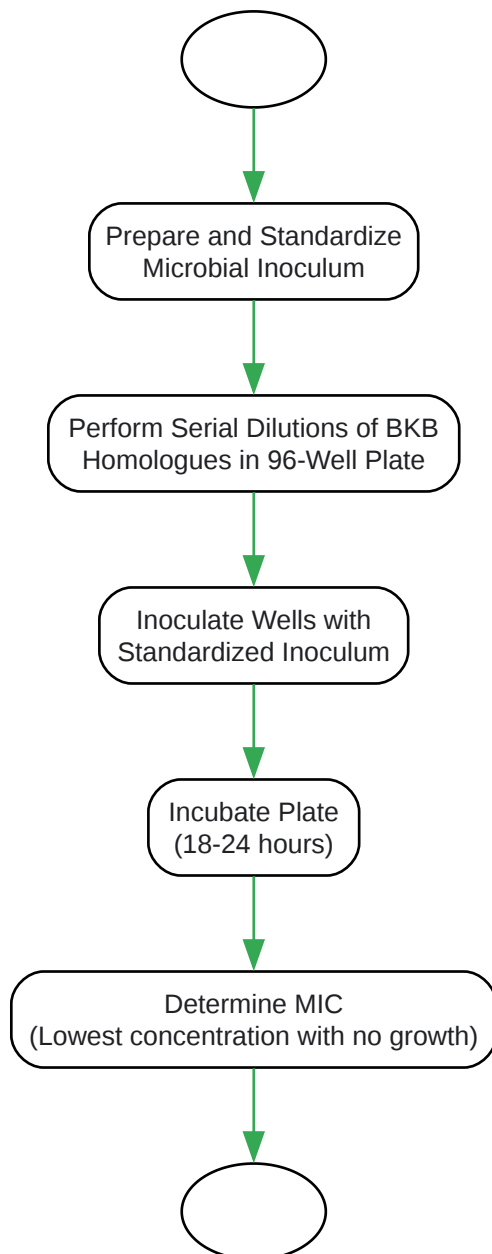 Prepare and Standardize
Microbial Inoculum
Perform Serial Dilutions of BKB
Homologues in 96-Well Plate
Inoculate Wells with
Standardized Inoculum
Incubate Plate
(18-24 hours)
Determine MIC
(Lowest concentration with no growth)